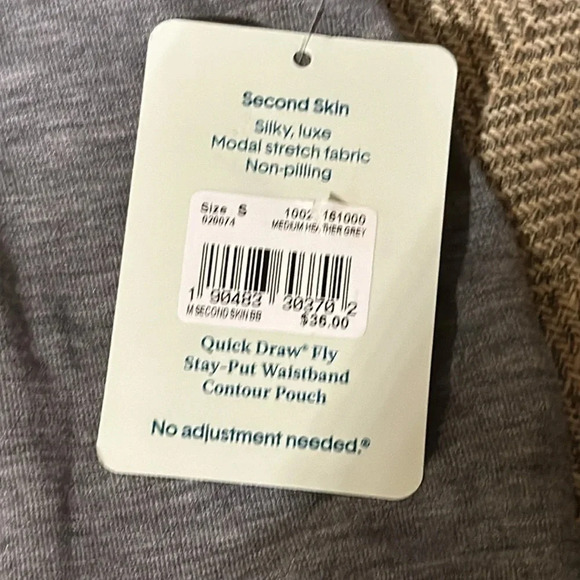 Second Skin
Silky, luxe
Modal stretch fabric
Non-pilling
Size S 1002 161000
020074 MEDIUM HEATHER GREY
1 90483 30370 2
M SECOND SKIN BB
$36.00
Quick Draw® Fly
Stay-Put Waistband
Contour Pouch
No adjustment needed.®